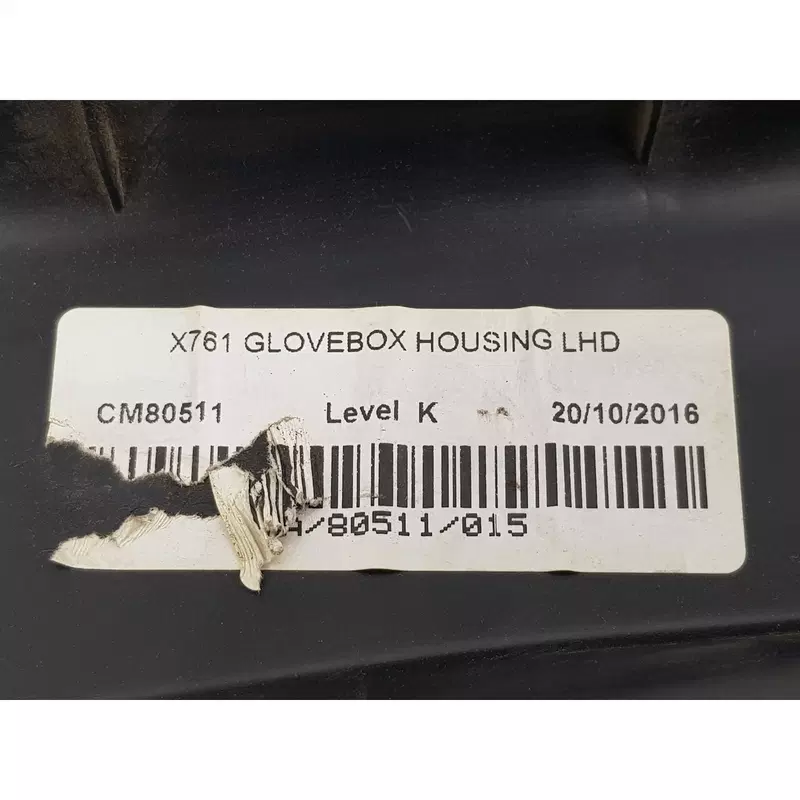 X761 GLOVEBOX HOUSING LHD
CM80511 Level K 20/10/2016
/80511/015